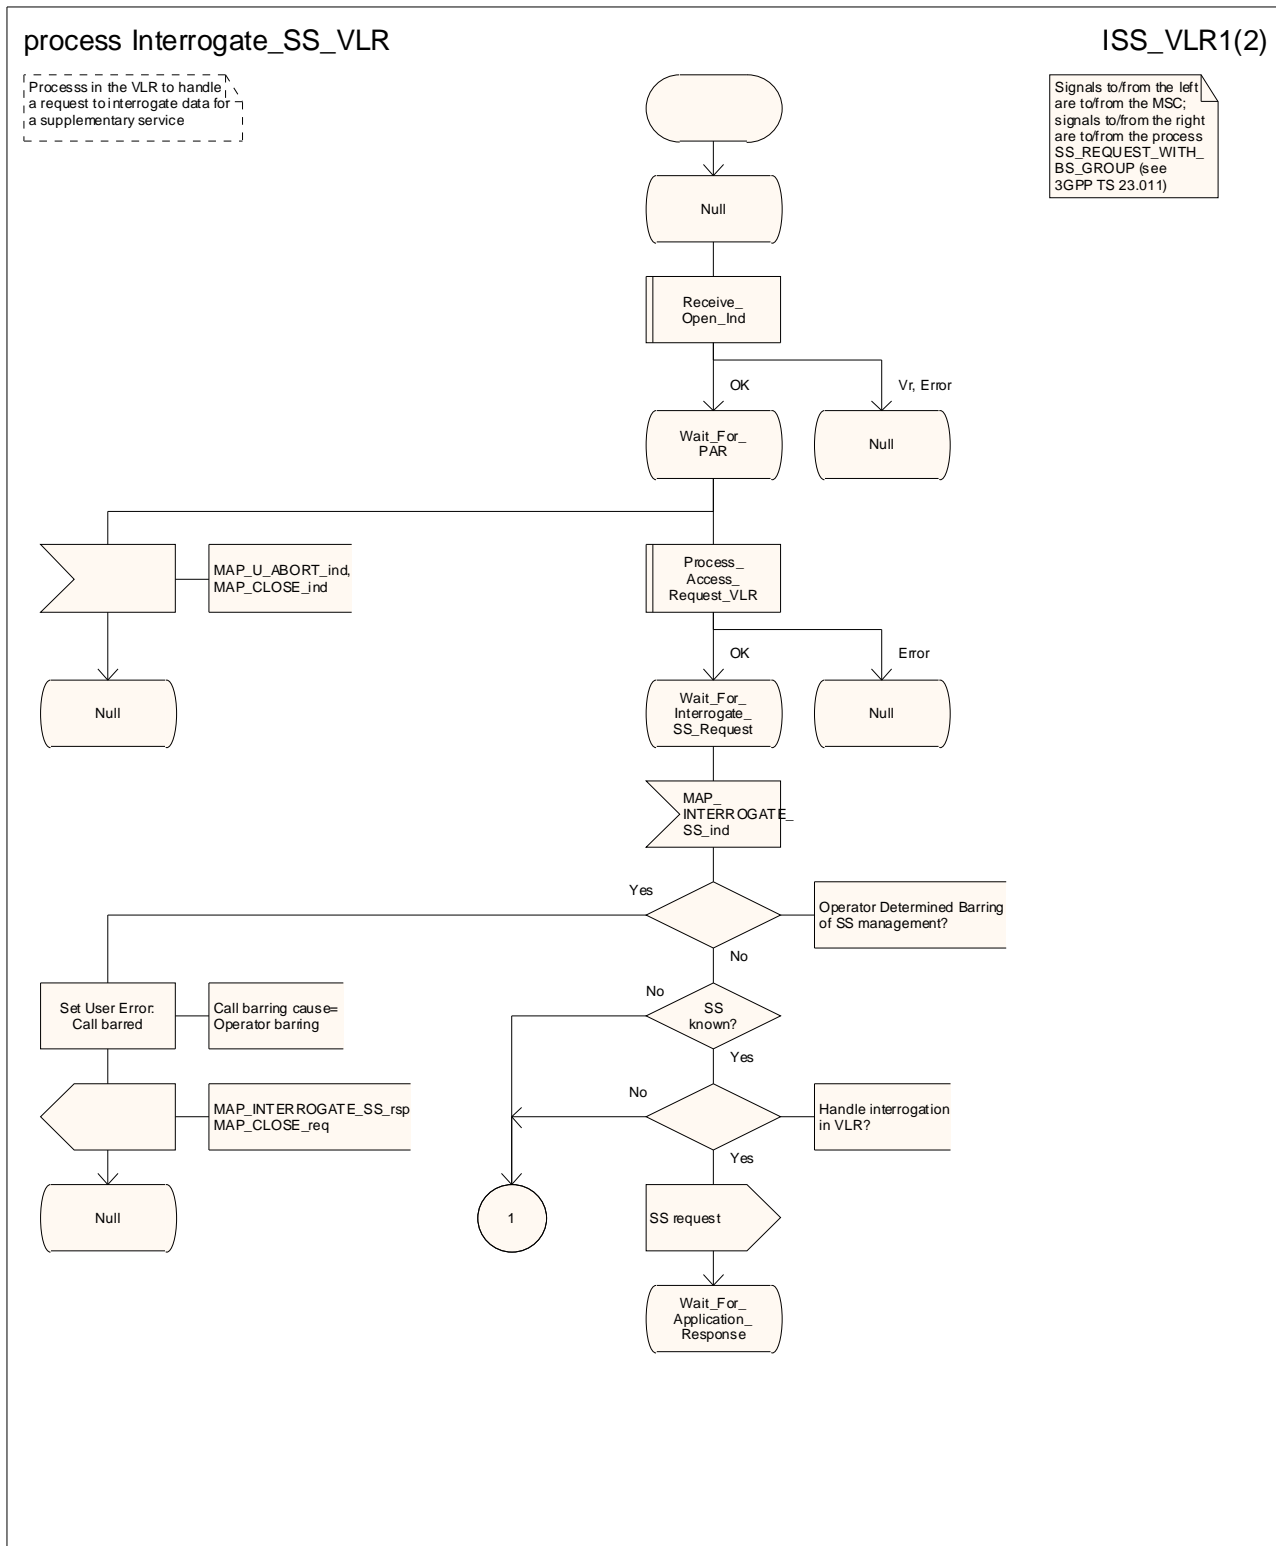 process Interrogate_SS_VLR
ISS_VLR1(2)
Processs in the VLR to handle
a request to interrogate data for
a supplementary service
Signals to/from the left
are to/from the MSC;
signals to/from the right
are to/from the process
SS_REQUEST_WITH_
BS_GROUP (see
3GPP TS 23.011)
Null
Receive_
Open_Ind
OK
Vr, Error
Wait_For_
PAR
Null
MAP_U_ABORT_ind,
MAP_CLOSE_ind
Process_
Access_
Request_VLR
OK
Error
Null
Wait_For_
Interrogate_
SS_Request
Null
MAP_
INTERROGATE_
SS_ind
Yes
Operator Determined Barring
of SS management?
No
Set User Error:
Call barred
Call barring cause=
Operator barring
No
SS
known?
Yes
MAP_INTERROGATE_SS_rsp
MAP_CLOSE_req
No
Handle interrogation
in VLR?
Yes
Null
1
SS request
Wait_For_
Application_
Response